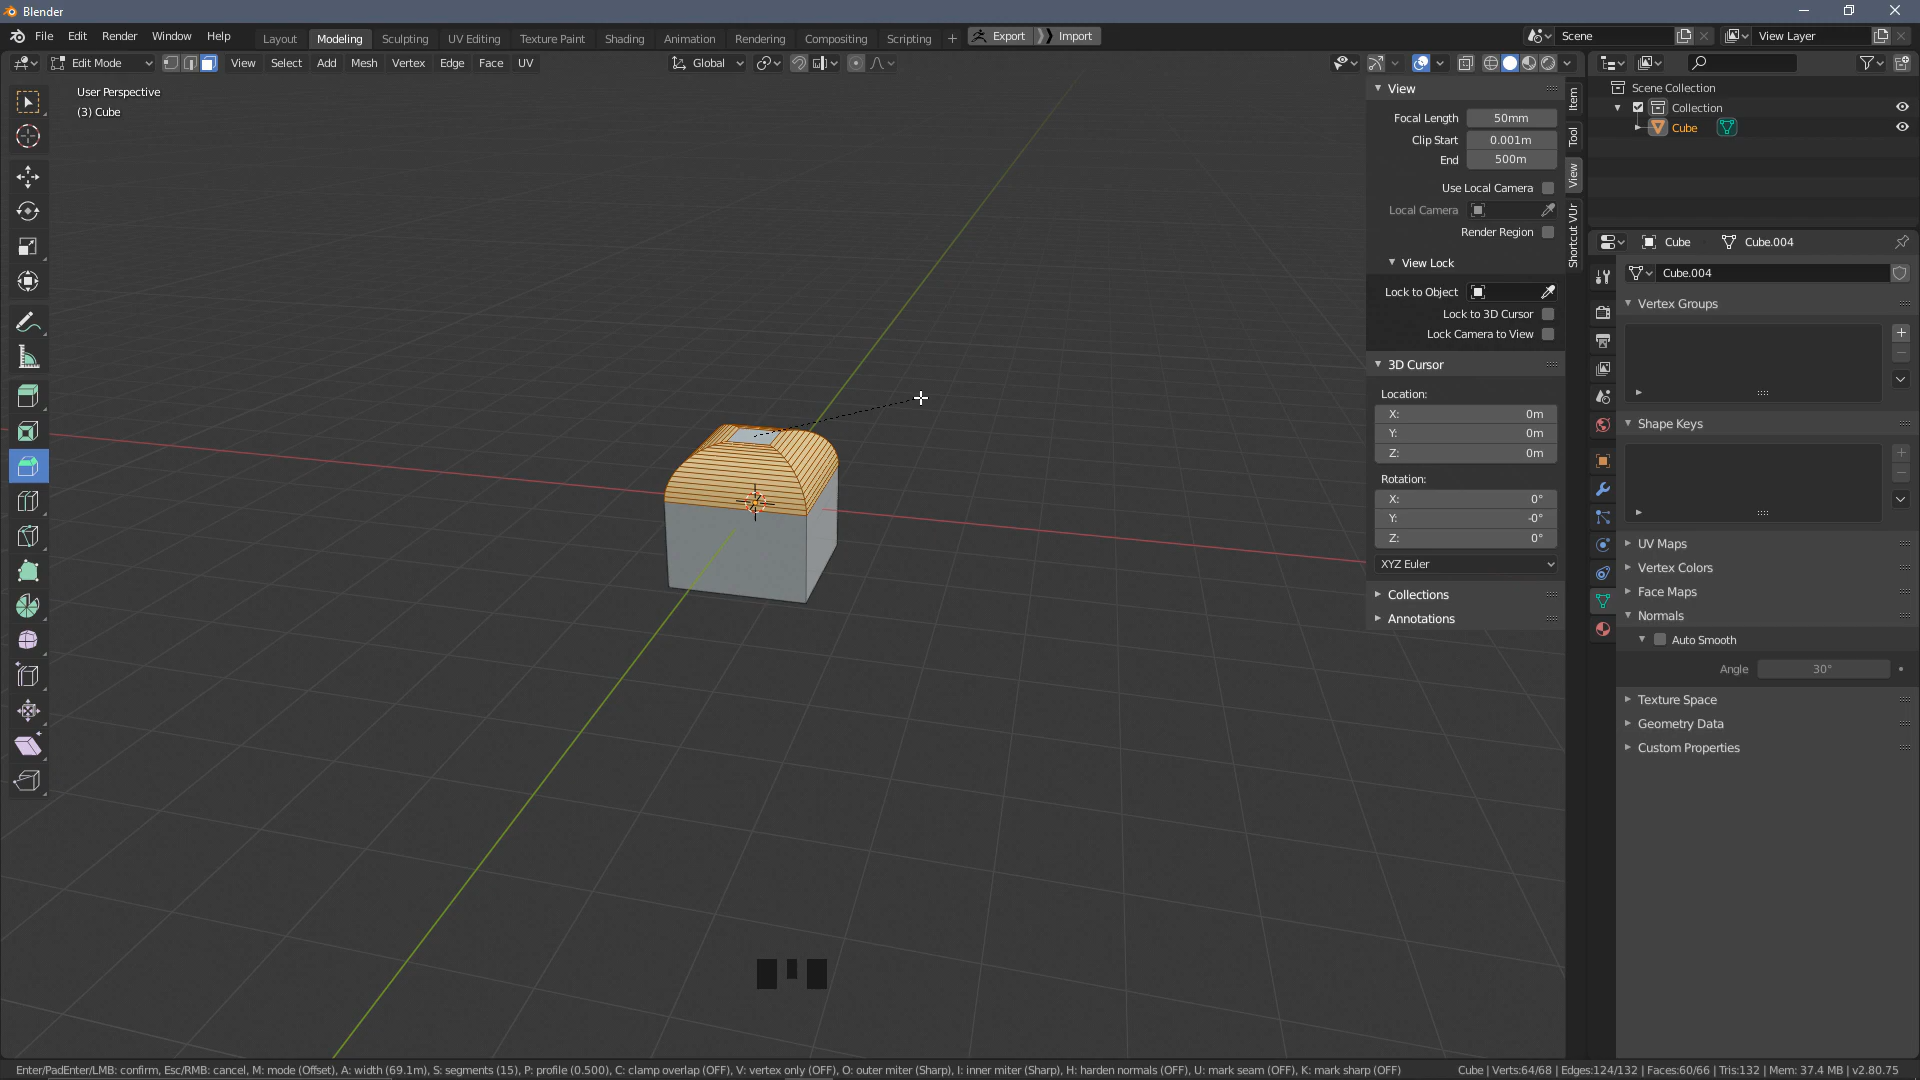 Blender
File Edit Render Window Help Layout Modeling Sculpting UV Editing Texture Paint Shading Animation Rendering Compositing Scripting + Export Import Scene View Layer
Edit Mode View Select Add Mesh Vertex Edge Face UV Global
User Perspective
(3) Cube
View
Focal Length 50mm
Clip Start 0.001m
End 500m
Use Local Camera
Local Camera
Render Region
View Lock
Lock to Object
Lock to 3D Cursor
Lock Camera to View
3D Cursor
Location:
X: 0m
Y: 0m
Z: 0m
Rotation:
X: 0°
Y: -0°
Z: 0°
XYZ Euler
Collections
Annotations
Item
Tool
View
Shortcut VUr
Scene Collection
Collection
Cube
Cube Cube.004
Cube.004
Vertex Groups
Shape Keys
UV Maps
Vertex Colors
Face Maps
Normals
Auto Smooth
Angle 30°
Texture Space
Geometry Data
Custom Properties
Enter/PadEnter/LMB: confirm, Esc/RMB: cancel, M: mode (Offset), A: width (69.1m), S: segments (15), P: profile (0.500), C: clamp overlap (OFF), V: vertex only (OFF), O: outer miter (Sharp), I: inner miter (Sharp), H: harden normals (OFF), U: mark seam (OFF), K: mark sharp (OFF) Cube | Verts:64/68 | Edges:124/132 | Faces:60/66 | Tris:132 | Mem: 37.4 MB | v2.80.75